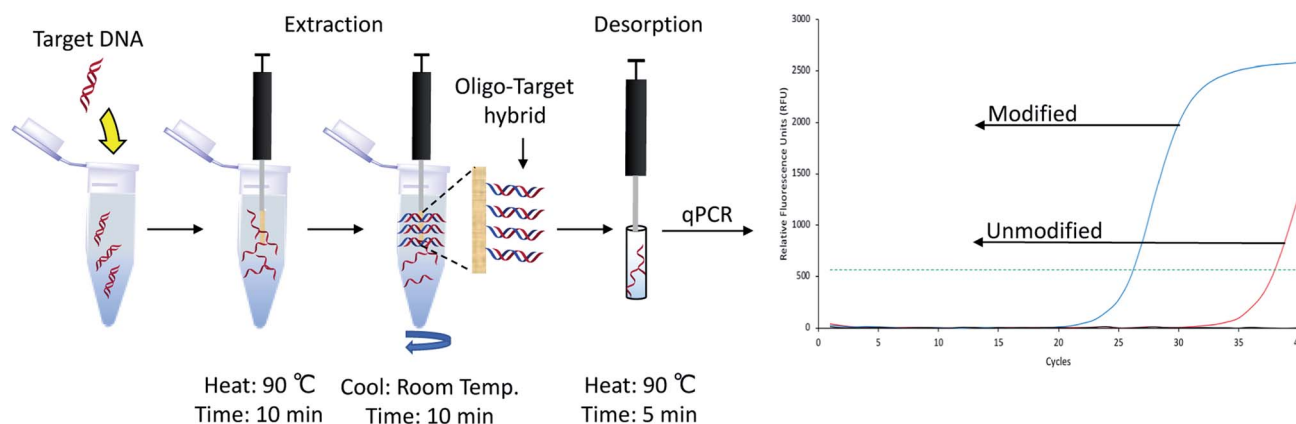 Target DNA
Extraction
Desorption
Oligo-Target
hybrid
qPCR
Heat: 90 ℃
Time: 10 min
Cool: Room Temp.
Time: 10 min
Heat: 90 ℃
Time: 5 min
Relative Fluorescence Units (RFU)
3000
2500
2000
1500
1000
500
0
Modified
Unmodified
0 5 10 15 20 25 30 35 40
Cycles